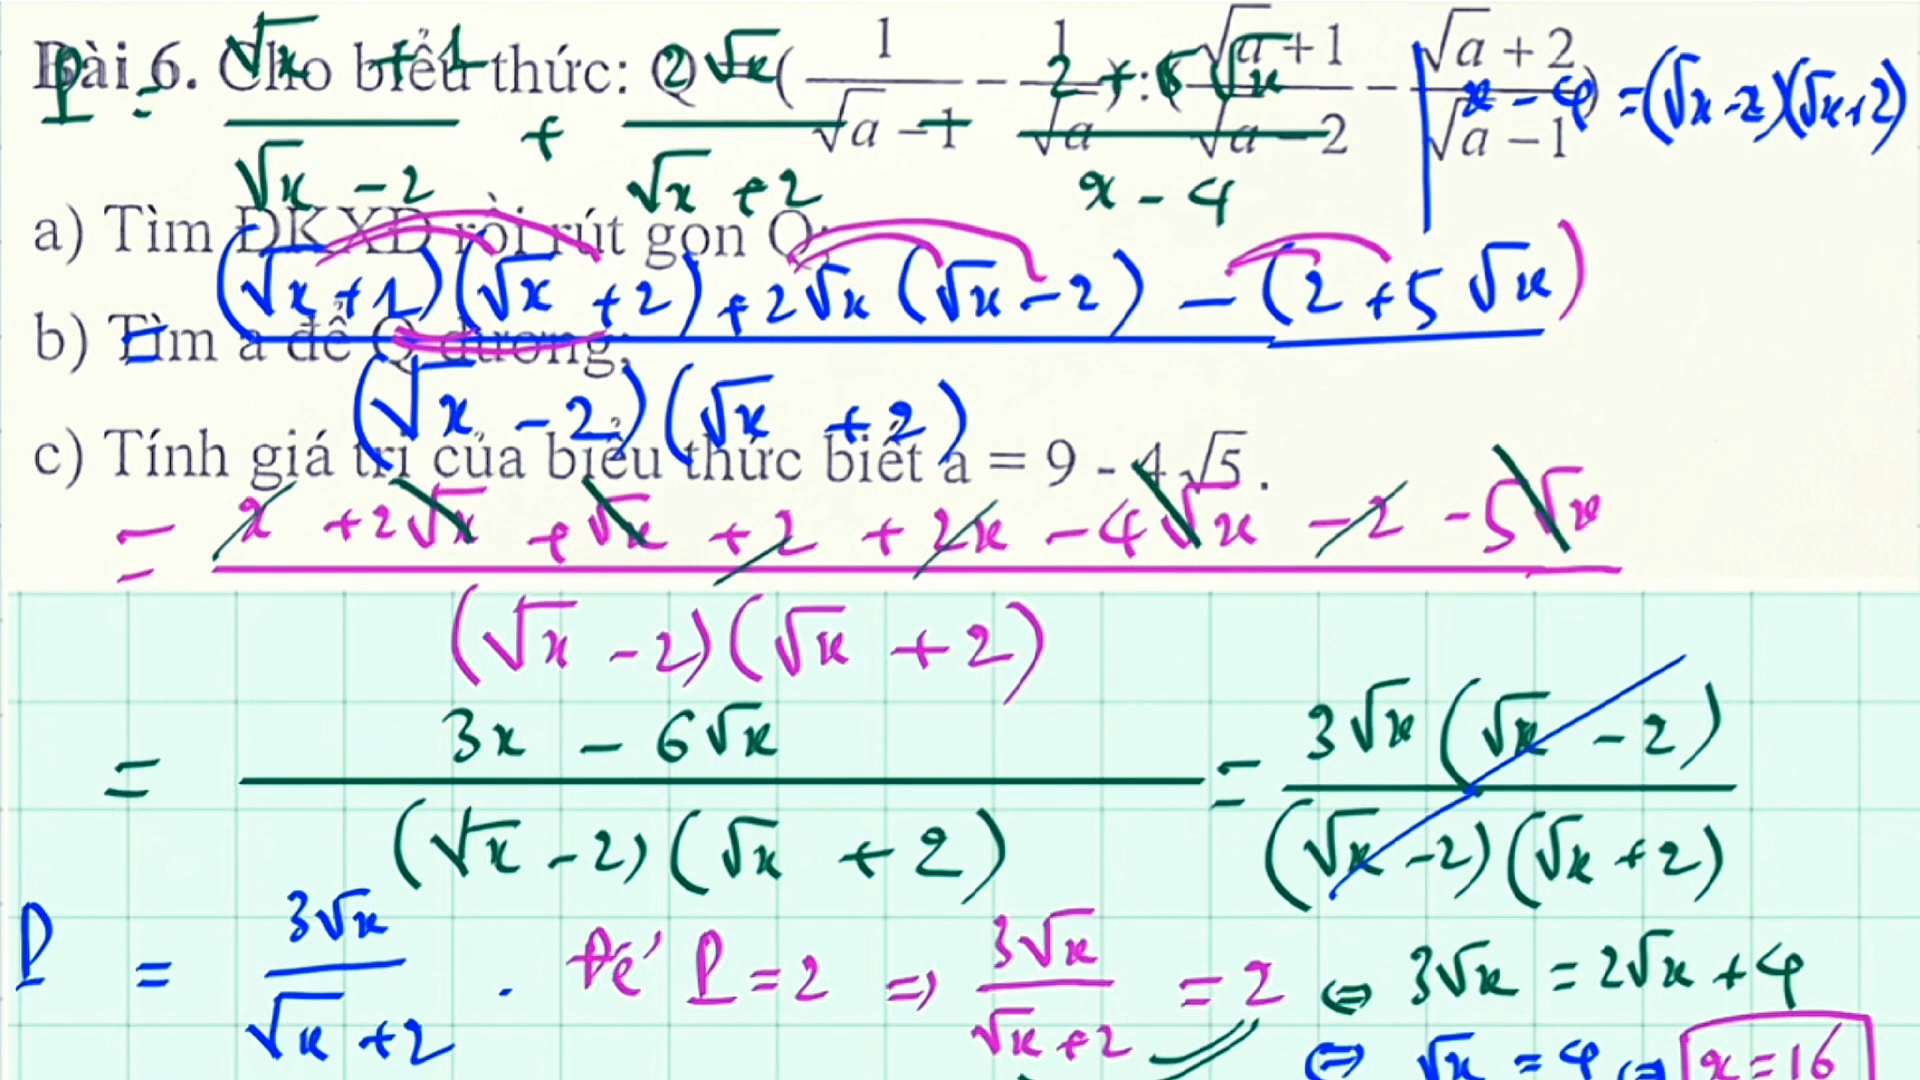 Bài 6. Cho biểu thức: Q = ( 1/(√a − 1) − 1/√a ) : ( (√a + 1)/(√a − 2) − (√a + 2)/(√a − 1) )
a) Tìm ĐKXĐ rồi rút gọn Q;
b) Tìm a để Q dương;
c) Tính giá trị của biểu thức biết a = 9 - 4√5.
P = (√x + 1)/(√x − 2) + 2√x/(√x + 2) − (2 + 5√x)/(x − 4)
x − 4 = (√x − 2)(√x + 2)
= ((√x + 1)(√x + 2) + 2√x(√x − 2) − (2 + 5√x))/((√x − 2)(√x + 2))
= (x + 2√x + √x + 2 + 2x − 4√x − 2 − 5√x)/((√x − 2)(√x + 2))
= (3x − 6√x)/((√x − 2)(√x + 2)) = 3√x(√x − 2)/((√x − 2)(√x + 2))
P = 3√x/(√x + 2) . Để P = 2 ⇒ 3√x/(√x + 2) = 2 ⇔ 3√x = 2√x + 4
⇔ √x = 4 ⇔ x = 16